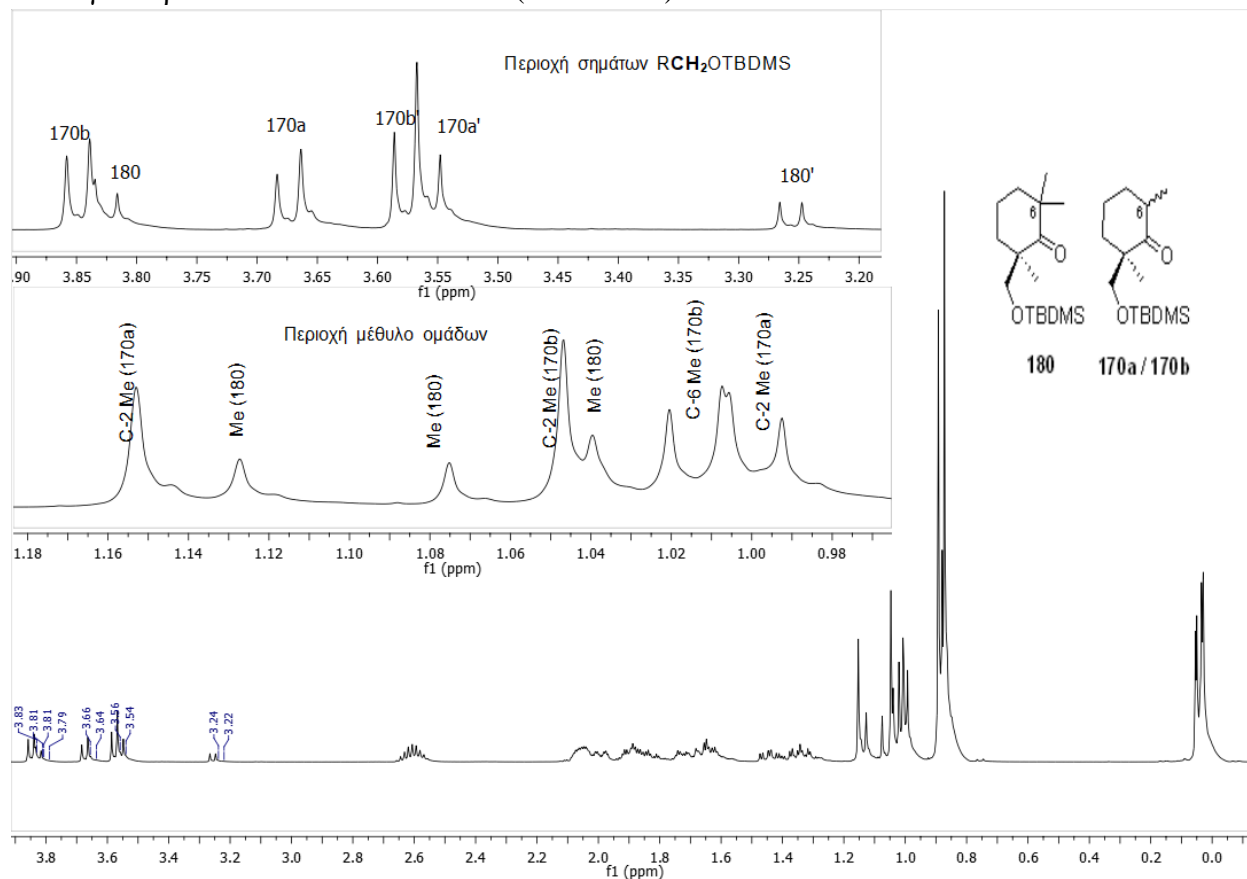 Περιοχή σημάτων RCH₂OTBDMS
170b
180
170a
170b'
170a'
180'
.90 3.85 3.80 3.75 3.70 3.65 3.60 3.55 3.50 3.45 3.40 3.35 3.30 3.25 3.20
f1 (ppm)
Περιοχή μέθυλο ομάδων
C-2 Me (170a)
Me (180)
Me (180)
C-2 Me (170b)
Me (180)
C-6 Me (170b)
C-2 Me (170a)
1.18 1.16 1.14 1.12 1.10 1.08 1.06 1.04 1.02 1.00 0.98
f1 (ppm)
6
O
OTBDMS
180
6
O
OTBDMS
170a / 170b
3.83
3.81
3.81
3.79
3.66
3.64
3.56
3.54
3.24
3.22
3.8 3.6 3.4 3.2 3.0 2.8 2.6 2.4 2.2 2.0 1.8 1.6 1.4 1.2 1.0 0.8 0.6 0.4 0.2 0.0
f1 (ppm)